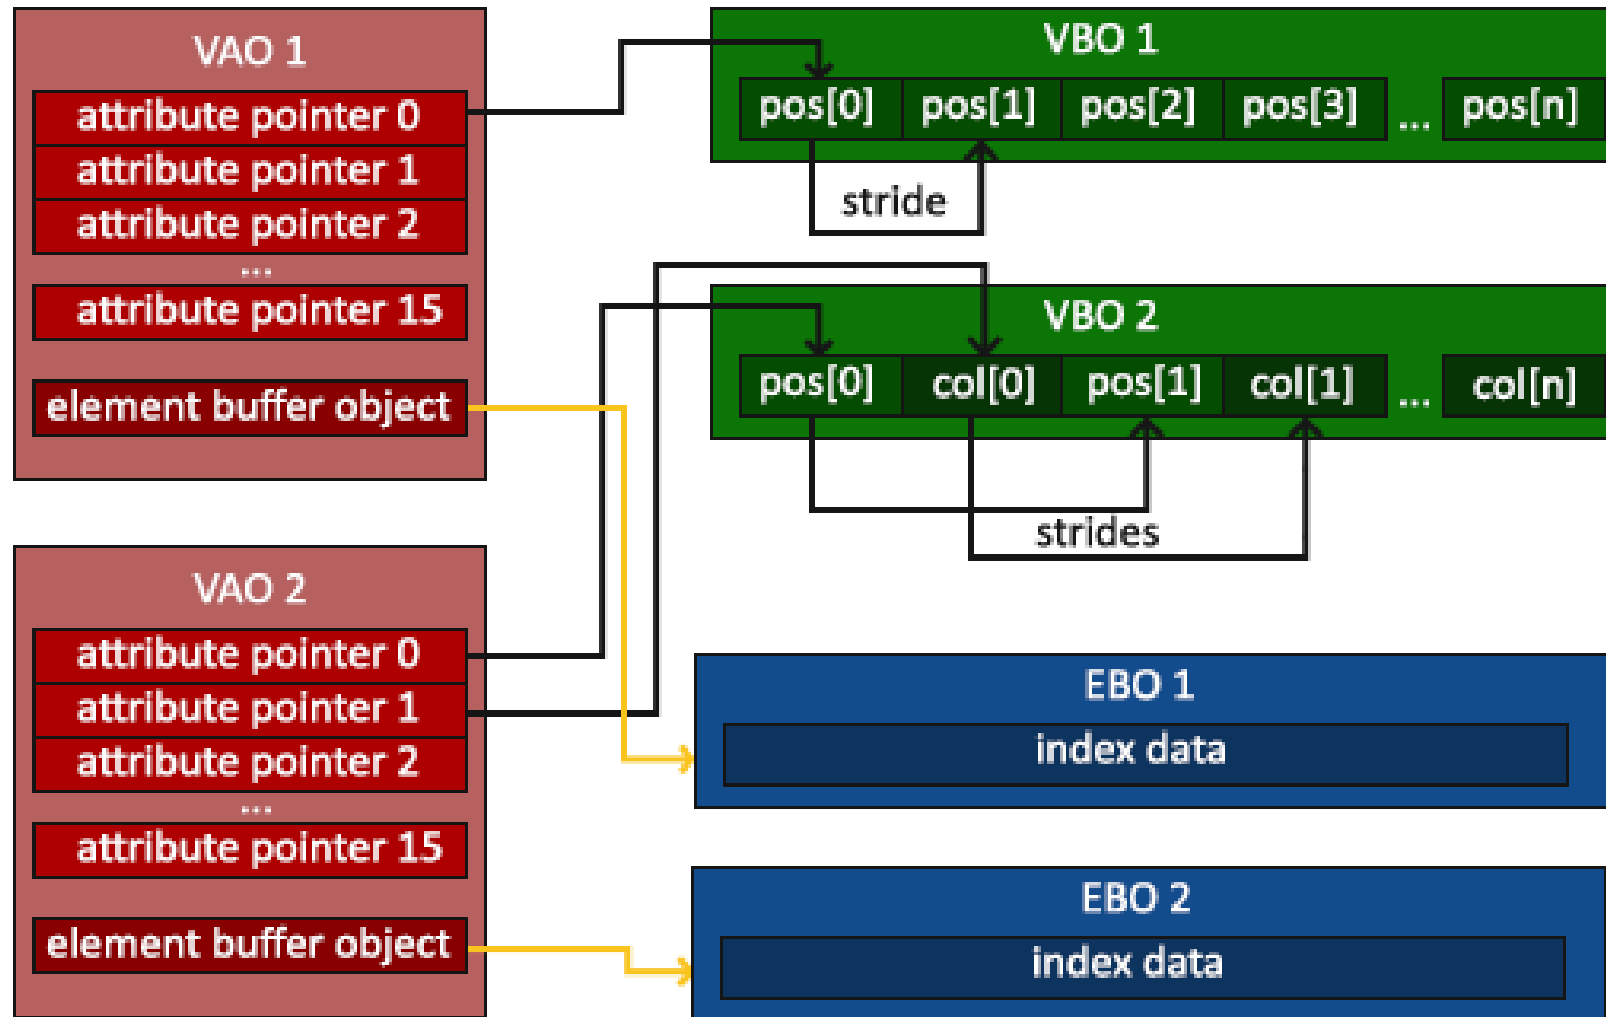 VAO 1
attribute pointer 0
attribute pointer 1
attribute pointer 2
...
attribute pointer 15
element buffer object
VBO 1
pos[0] pos[1] pos[2] pos[3] ... pos[n]
stride
VBO 2
pos[0] col[0] pos[1] col[1] ... col[n]
strides
VAO 2
attribute pointer 0
attribute pointer 1
attribute pointer 2
...
attribute pointer 15
element buffer object
EBO 1
index data
EBO 2
index data